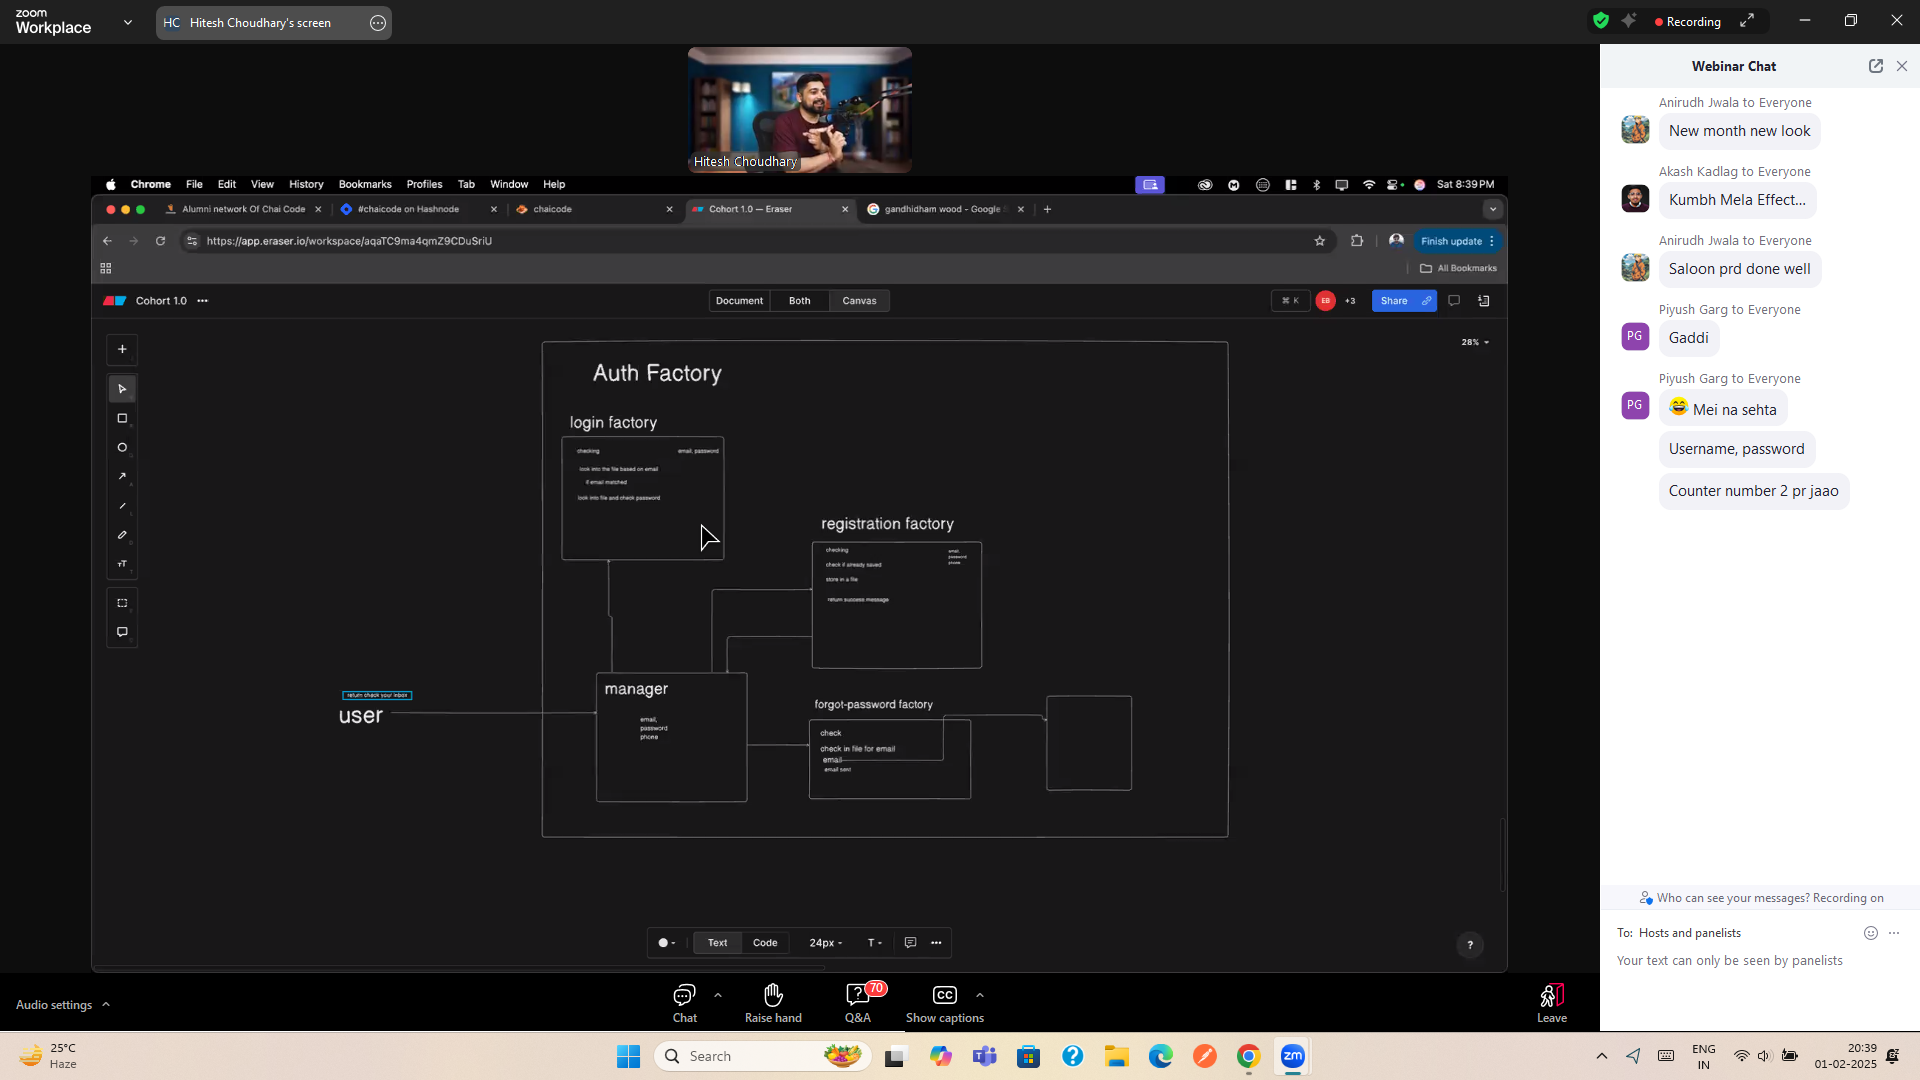 zoom
Workplace
HC Hitesh Choudhary's screen
Recording
Hitesh Choudhary
Chrome File Edit View History Bookmarks Profiles Tab Window Help
Sat 8:39 PM
Alumni network Of Chai Code
#chaicode on Hashnode
chaicode
Cohort 1.0 — Eraser
gandhidham wood - Google
https://app.eraser.io/workspace/aqaTC9ma4qmZ9CDuSriU
Finish update
All Bookmarks
Cohort 1.0
Document Both Canvas
⌘ K
EB
+3
Share
28%
Auth Factory
login factory
checking
email, password
look into the file based on email
if email matched
look into file and check password
registration factory
checking
email,
password
phone
check if already saved
store in a file
return success message
return check your inbox
user
manager
email,
password
phone
forgot-password factory
check
check in file for email
email
email sent
Text Code 24px T
?
Webinar Chat
Anirudh Jwala to Everyone
New month new look
Akash Kadlag to Everyone
Kumbh Mela Effect...
Anirudh Jwala to Everyone
Saloon prd done well
Piyush Garg to Everyone
PG
Gaddi
Piyush Garg to Everyone
PG
😂 Mei na sehta
Username, password
Counter number 2 pr jaao
Who can see your messages? Recording on
To: Hosts and panelists
Your text can only be seen by panelists
Audio settings
Chat
Raise hand
70
Q&A
CC
Show captions
Leave
25°C
Haze
Search
zm
ENG
IN
20:39
01-02-2025